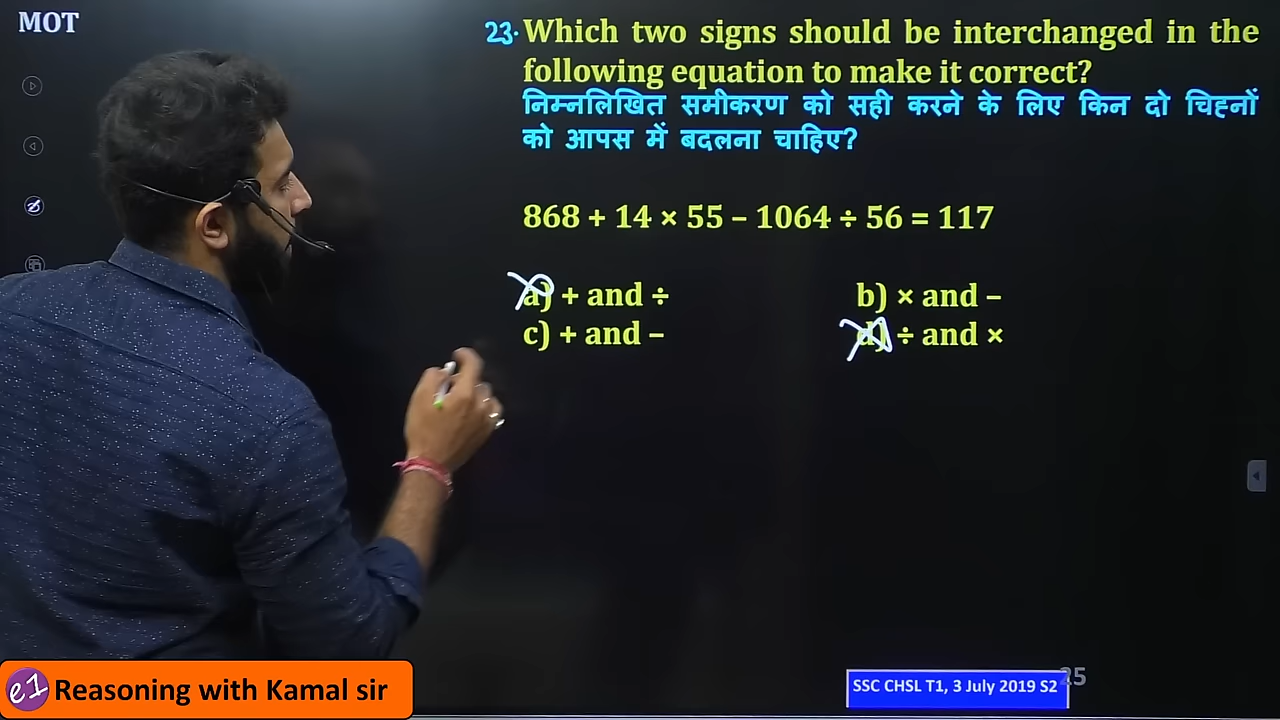 MOT
23. Which two signs should be interchanged in the
following equation to make it correct?
निम्नलिखित समीकरण को सही करने के लिए किन दो चिह्नों
को आपस में बदलना चाहिए?
868 + 14 × 55 – 1064 ÷ 56 = 117
a) + and ÷
b) × and –
c) + and –
d) ÷ and ×
e1 Reasoning with Kamal sir
SSC CHSL T1, 3 July 2019 S2
25